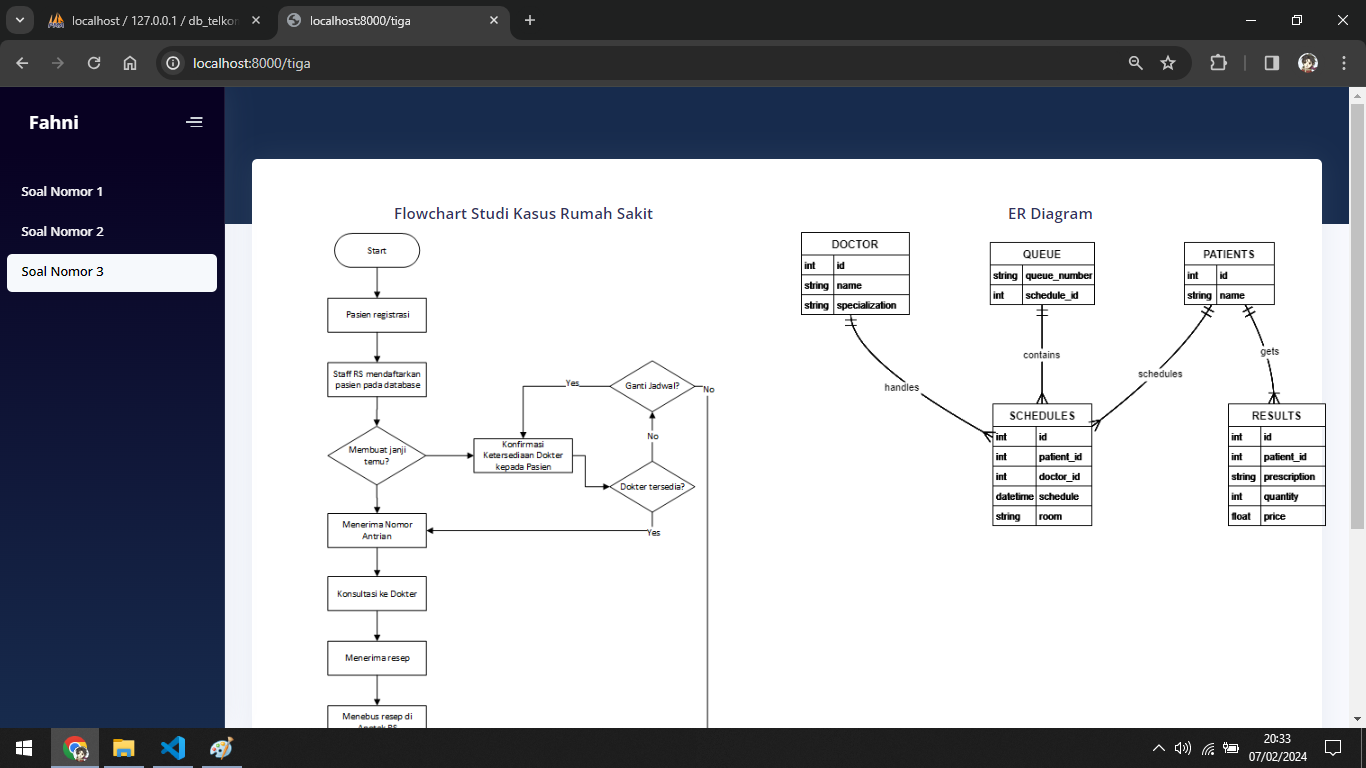 localhost / 127.0.0.1 / db_telkon
localhost:8000/tiga
localhost:8000/tiga
Fahni
Soal Nomor 1
Soal Nomor 2
Soal Nomor 3
Flowchart Studi Kasus Rumah Sakit
Start
Pasien registrasi
Staff RS mendaftarkan
pasien pada database
Membuat janji
temu?
Konfirmasi
Ketersediaan Dokter
kepada Pasien
Yes
Ganti Jadwal?
No
No
Dokter tersedia?
Yes
Menerima Nomor
Antrian
Konsultasi ke Dokter
Menerima resep
Menebus resep di
ER Diagram
DOCTOR
int id
string name
string specialization
QUEUE
string queue_number
int schedule_id
PATIENTS
int id
string name
handles
contains
schedules
gets
SCHEDULES
int id
int patient_id
int doctor_id
datetime schedule
string room
RESULTS
int id
int patient_id
string prescription
int quantity
float price
20:33
07/02/2024